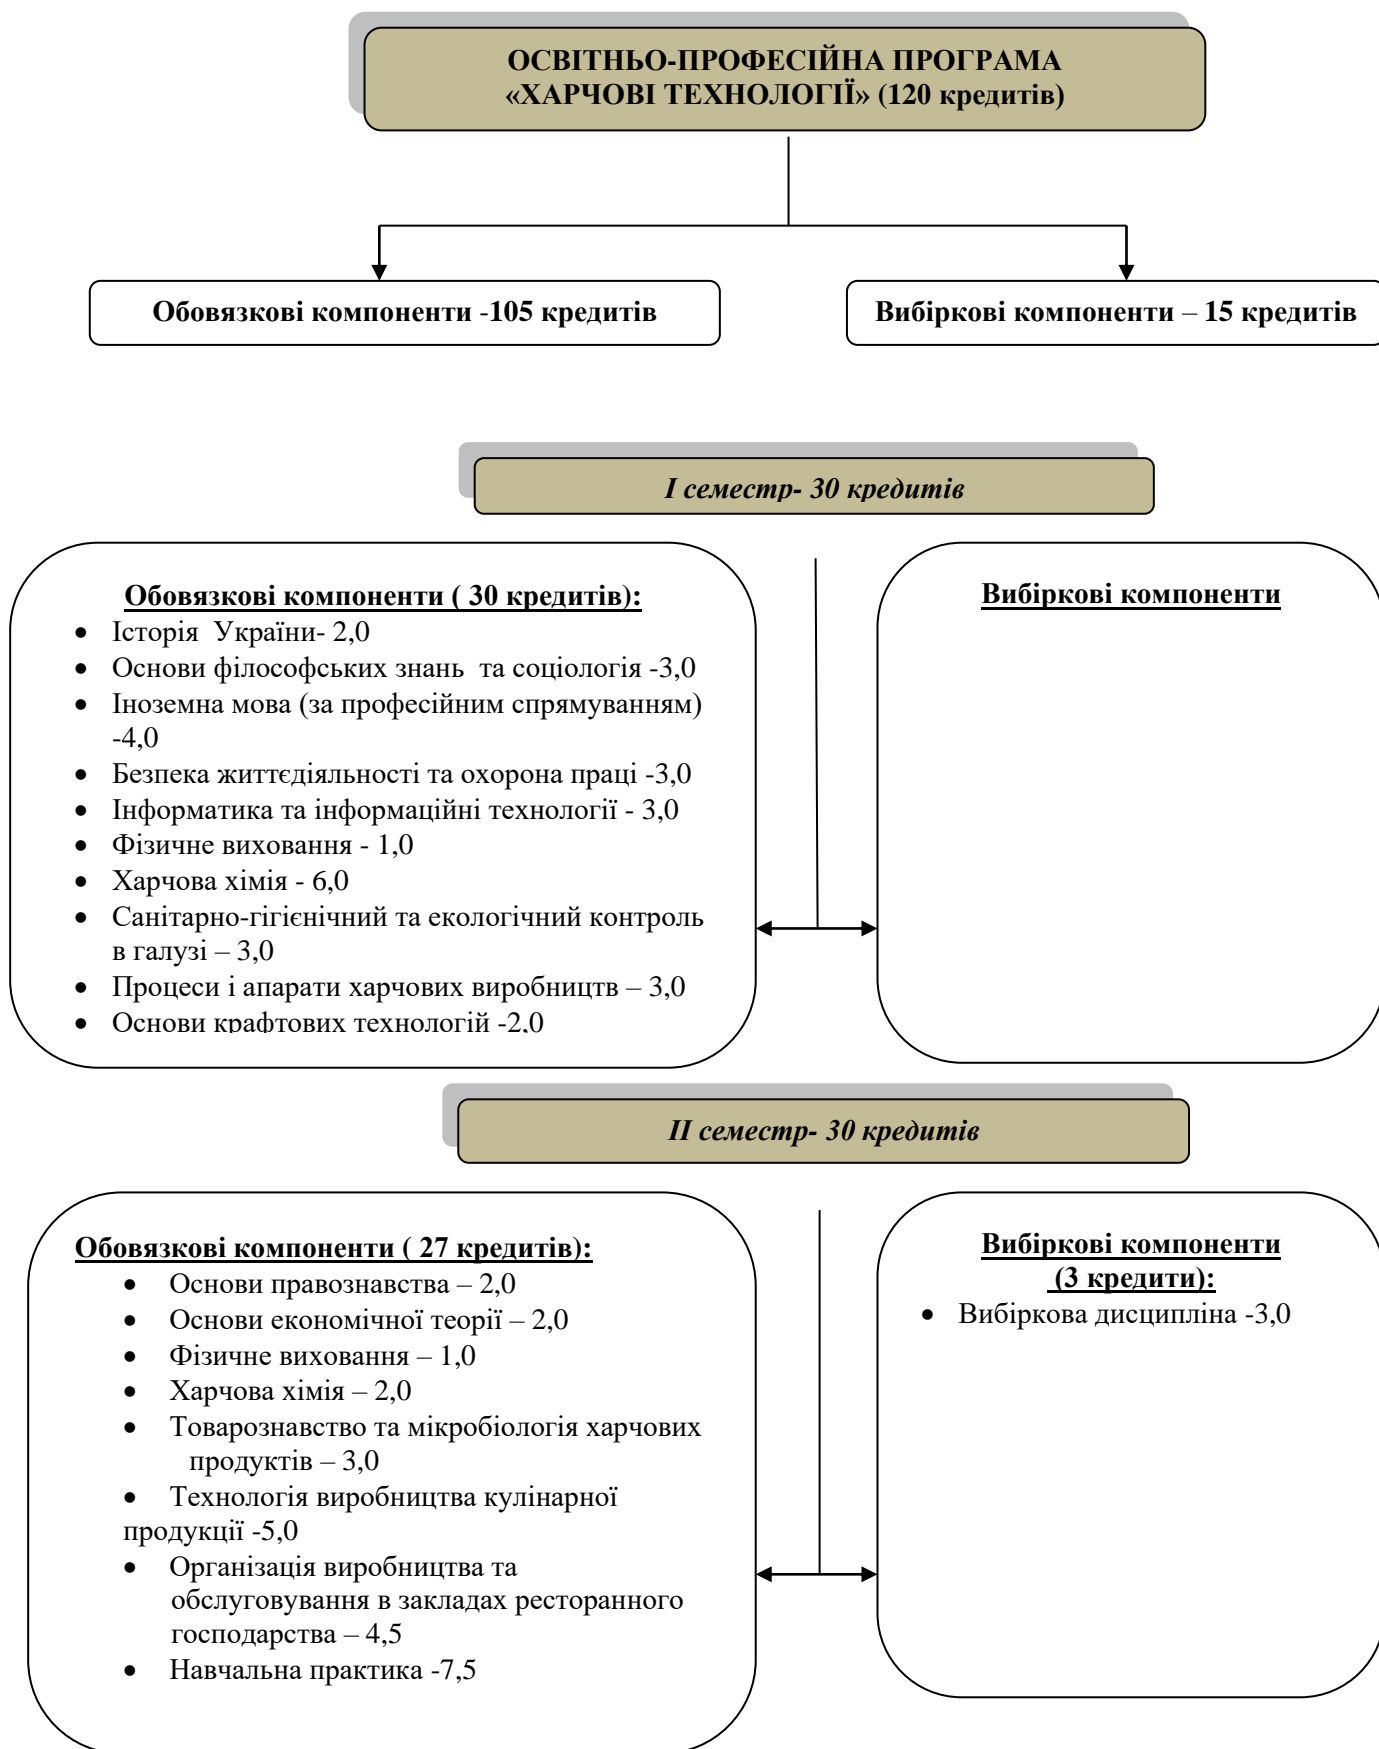 ОСВІТНЬО-ПРОФЕСІЙНА ПРОГРАМА
«ХАРЧОВІ ТЕХНОЛОГІЇ» (120 кредитів)
Обовязкові компоненти -105 кредитів
Вибіркові компоненти – 15 кредитів
І семестр- 30 кредитів
Обовязкові компоненти ( 30 кредитів):
• Історія  України- 2,0
• Основи філософських знань  та соціологія -3,0
• Іноземна мова (за професійним спрямуванням)
-4,0
• Безпека життєдіяльності та охорона праці -3,0
• Інформатика та інформаційні технології - 3,0
• Фізичне виховання - 1,0
• Харчова хімія - 6,0
• Санітарно-гігієнічний та екологічний контроль
в галузі – 3,0
• Процеси і апарати харчових виробництв – 3,0
• Основи крафтових технологій -2,0
Вибіркові компоненти
ІІ семестр- 30 кредитів
Обовязкові компоненти ( 27 кредитів):
• Основи правознавства – 2,0
• Основи економічної теорії – 2,0
• Фізичне виховання – 1,0
• Харчова хімія – 2,0
• Товарознавство та мікробіологія харчових
продуктів – 3,0
• Технологія виробництва кулінарної
продукції -5,0
• Організація виробництва та
обслуговування в закладах ресторанного
господарства – 4,5
• Навчальна практика -7,5
Вибіркові компоненти
(3 кредити):
• Вибіркова дисципліна -3,0